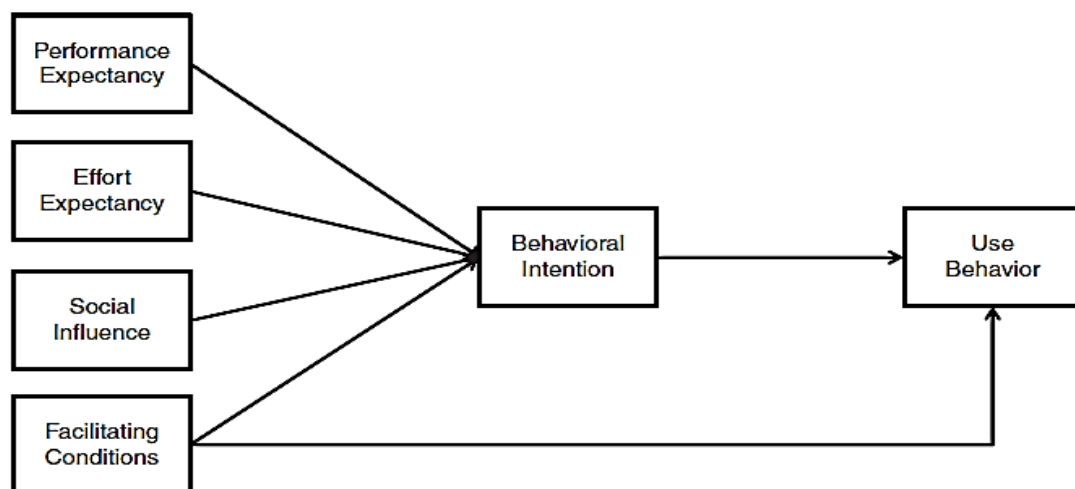 Performance
Expectancy
Effort
Expectancy
Social
Influence
Facilitating
Conditions
Behavioral
Intention
Use
Behavior